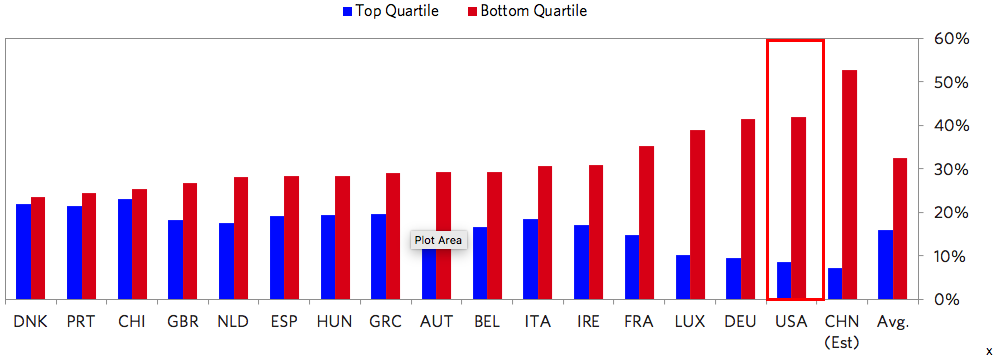 Top Quartile Bottom Quartile
60%
50%
40%
30%
20%
10%
0%
Plot Area
DNK PRT CHI GBR NLD ESP HUN GRC AUT BEL ITA IRE FRA LUX DEU USA CHN Avg.
(Est)
x